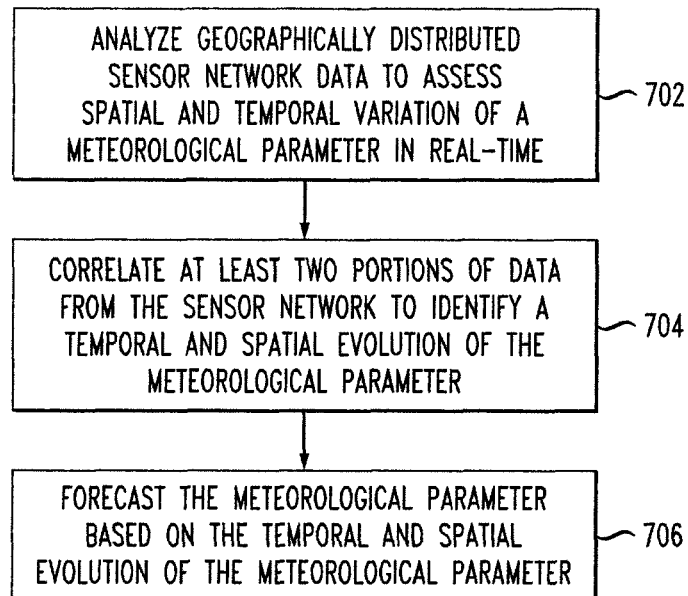 ANALYZE GEOGRAPHICALLY DISTRIBUTED
SENSOR NETWORK DATA TO ASSESS
SPATIAL AND TEMPORAL VARIATION OF A
METEOROLOGICAL PARAMETER IN REAL-TIME
702
CORRELATE AT LEAST TWO PORTIONS OF DATA
FROM THE SENSOR NETWORK TO IDENTIFY A
TEMPORAL AND SPATIAL EVOLUTION OF THE
METEOROLOGICAL PARAMETER
704
FORECAST THE METEOROLOGICAL PARAMETER
BASED ON THE TEMPORAL AND SPATIAL
EVOLUTION OF THE METEOROLOGICAL PARAMETER
706